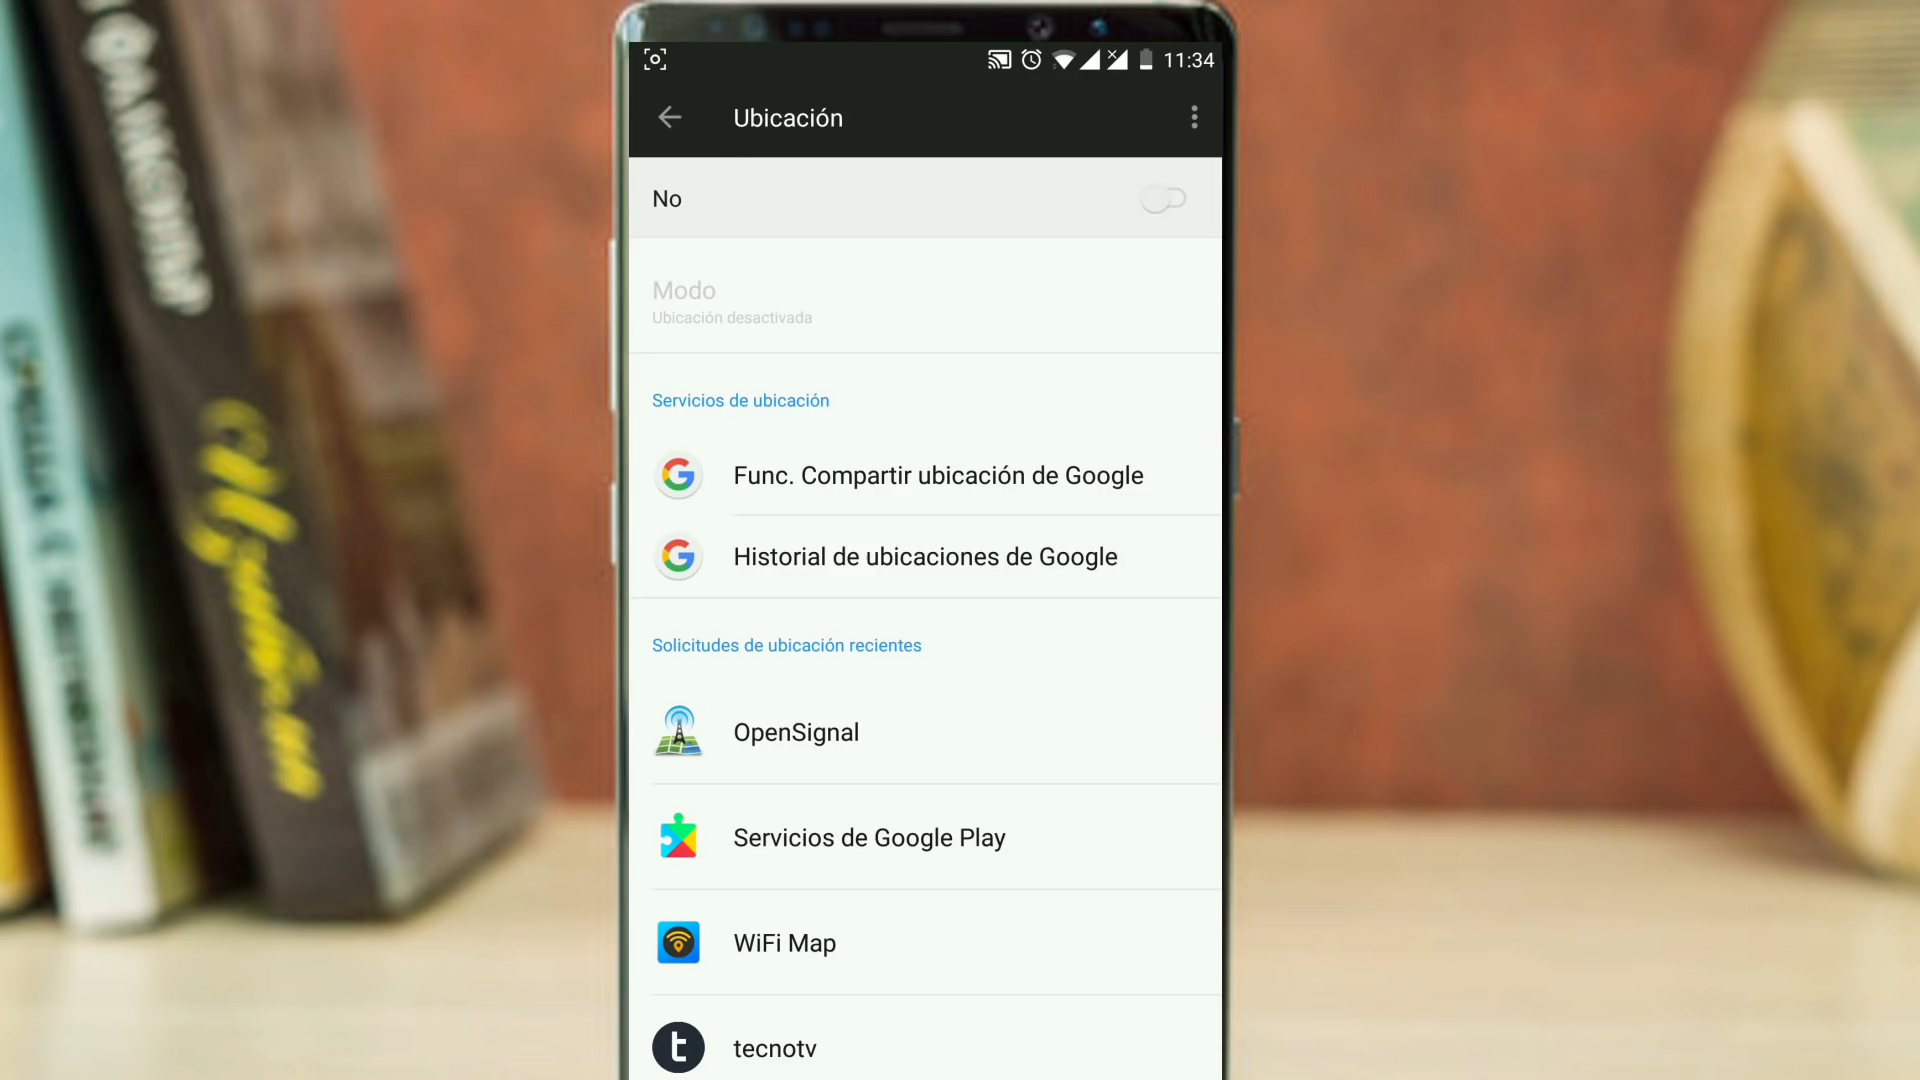 11:34
Ubicación
No
Modo
Ubicación desactivada
Servicios de ubicación
Func. Compartir ubicación de Google
Historial de ubicaciones de Google
Solicitudes de ubicación recientes
OpenSignal
Servicios de Google Play
WiFi Map
tecnotv